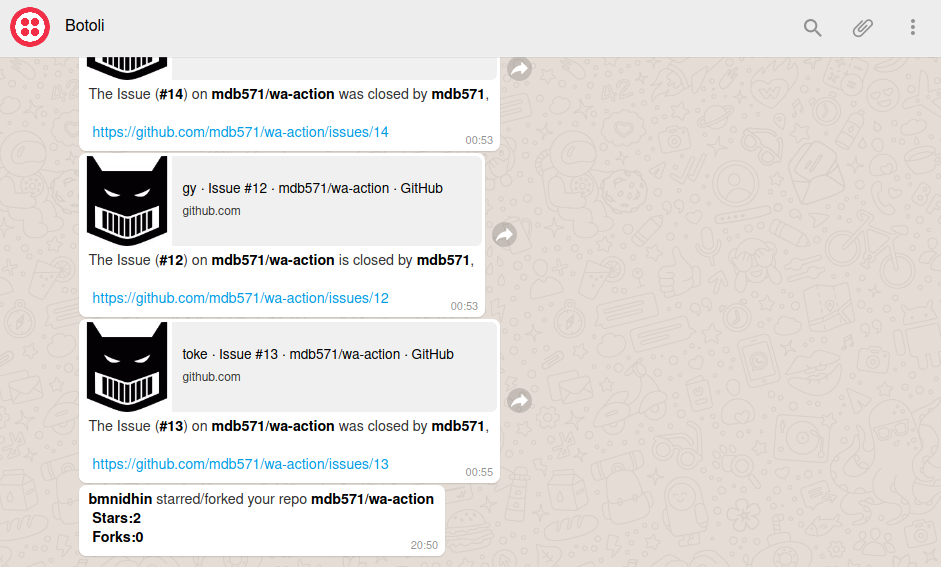 Botoli
The Issue (#14) on mdb571/wa-action was closed by mdb571,
https://github.com/mdb571/wa-action/issues/14
00:53
gy · Issue #12 · mdb571/wa-action · GitHub
github.com
The Issue (#12) on mdb571/wa-action is closed by mdb571,
https://github.com/mdb571/wa-action/issues/12
00:53
toke · Issue #13 · mdb571/wa-action · GitHub
github.com
The Issue (#13) on mdb571/wa-action was closed by mdb571,
https://github.com/mdb571/wa-action/issues/13
00:55
bmnidhin starred/forked your repo mdb571/wa-action
Stars:2
Forks:0
20:50